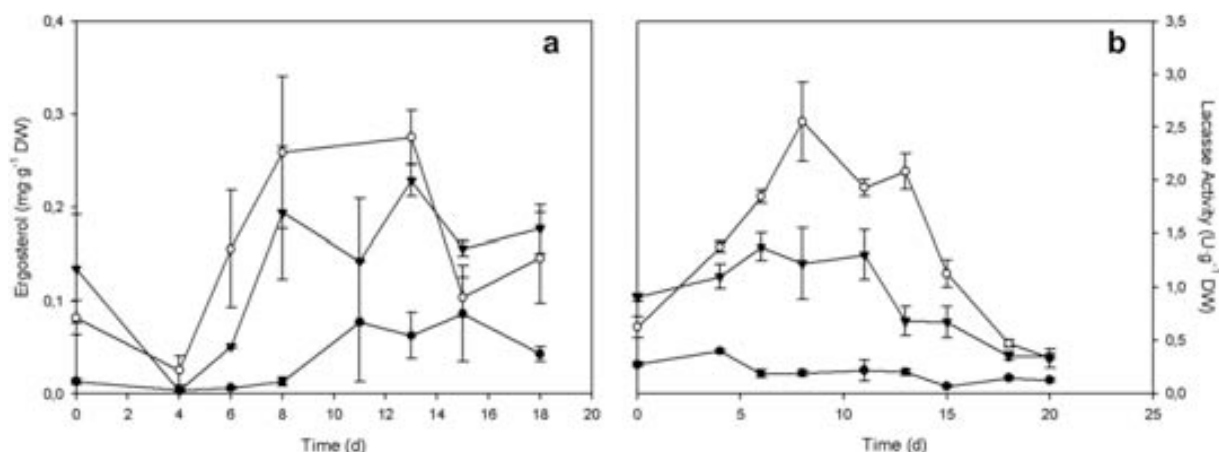 a
b
Ergosterol (mg·g⁻¹ DW)
0,4
0,3
0,2
0,1
0,0
0 2 4 6 8 10 12 14 16 18 20
Time (d)
Lacasse Activity (U·g⁻¹ DW)
3,5
3,0
2,5
2,0
1,5
1,0
0,5
0,0
0 5 10 15 20 25
Time (d)